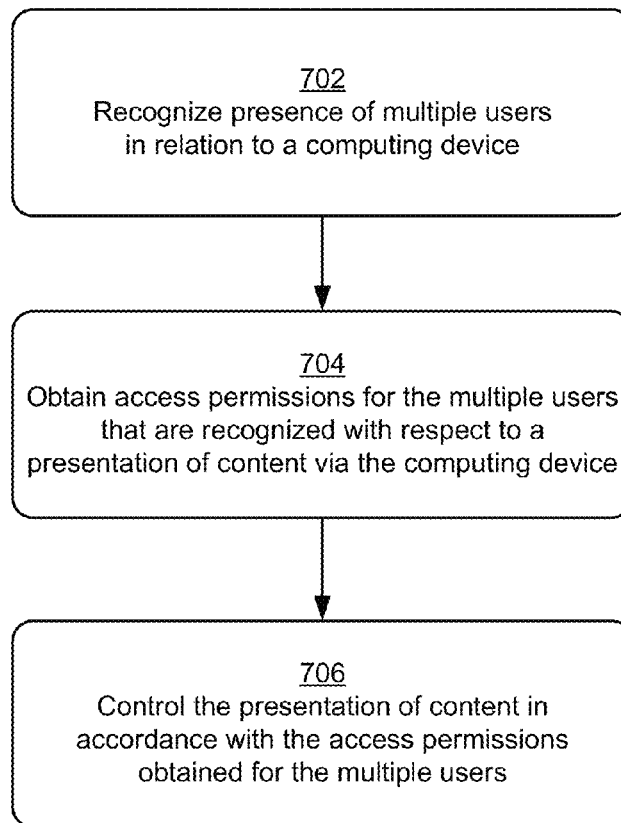 702
Recognize presence of multiple users
in relation to a computing device
704
Obtain access permissions for the multiple users
that are recognized with respect to a
presentation of content via the computing device
706
Control the presentation of content in
accordance with the access permissions
obtained for the multiple users